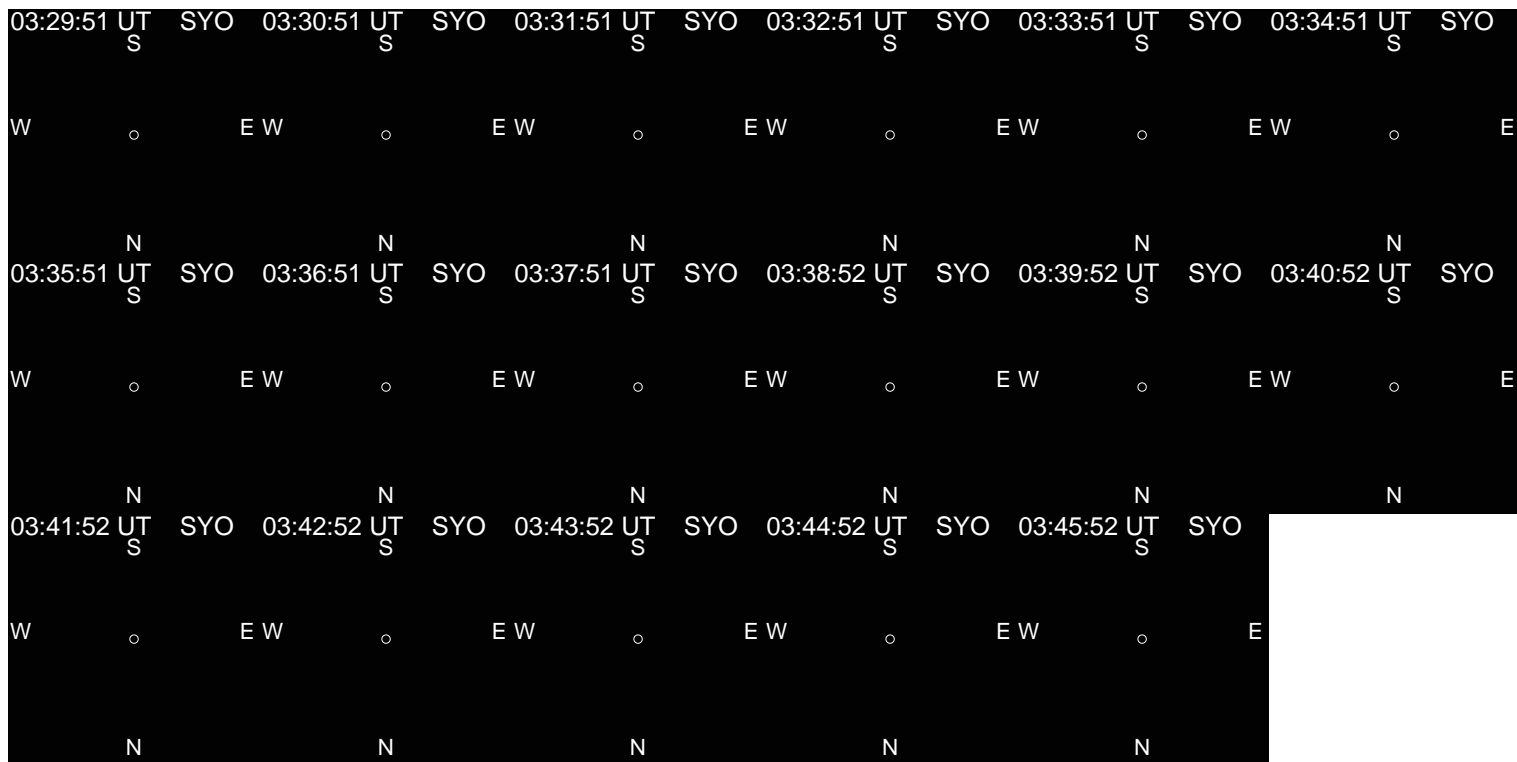 03:29:51 UT SYO 03:30:51 UT SYO 03:31:51 UT SYO 03:32:51 UT SYO 03:33:51 UT SYO 03:34:51 UT SYO
S S S S S S
W E W E W E W E W E W E
N N N N N N
03:35:51 UT SYO 03:36:51 UT SYO 03:37:51 UT SYO 03:38:52 UT SYO 03:39:52 UT SYO 03:40:52 UT SYO
S S S S S S
W E W E W E W E W E W E
N N N N N N
03:41:52 UT SYO 03:42:52 UT SYO 03:43:52 UT SYO 03:44:52 UT SYO 03:45:52 UT SYO
S S S S S
W E W E W E W E W E
N N N N N